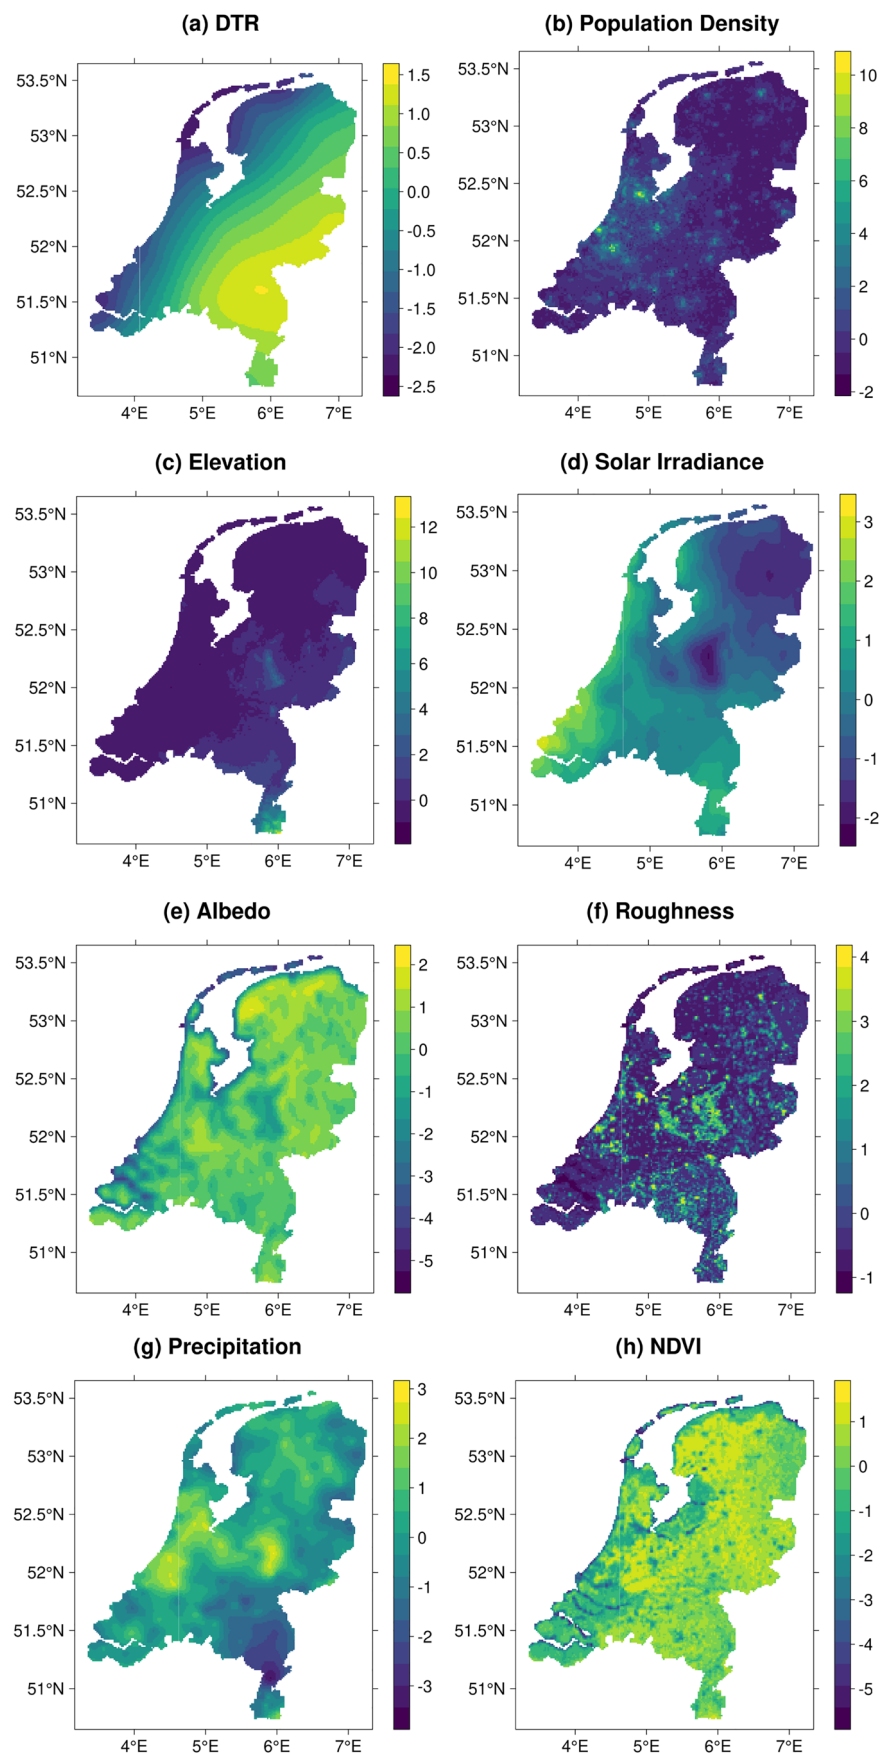 (a) DTR
53.5°N
53°N
52.5°N
52°N
51.5°N
51°N
4°E 5°E 6°E 7°E
1.5
1.0
0.5
0.0
-0.5
-1.0
-1.5
-2.0
-2.5
(b) Population Density
53.5°N
53°N
52.5°N
52°N
51.5°N
51°N
4°E 5°E 6°E 7°E
10
8
6
4
2
0
-2
(c) Elevation
53.5°N
53°N
52.5°N
52°N
51.5°N
51°N
4°E 5°E 6°E 7°E
12
10
8
6
4
2
0
(d) Solar Irradiance
53.5°N
53°N
52.5°N
52°N
51.5°N
51°N
4°E 5°E 6°E 7°E
3
2
1
0
-1
-2
(e) Albedo
53.5°N
53°N
52.5°N
52°N
51.5°N
51°N
4°E 5°E 6°E 7°E
2
1
0
-1
-2
-3
-4
-5
(f) Roughness
53.5°N
53°N
52.5°N
52°N
51.5°N
51°N
4°E 5°E 6°E 7°E
4
3
2
1
0
-1
(g) Precipitation
53.5°N
53°N
52.5°N
52°N
51.5°N
51°N
4°E 5°E 6°E 7°E
3
2
1
0
-1
-2
-3
(h) NDVI
53.5°N
53°N
52.5°N
52°N
51.5°N
51°N
4°E 5°E 6°E 7°E
1
0
-1
-2
-3
-4
-5